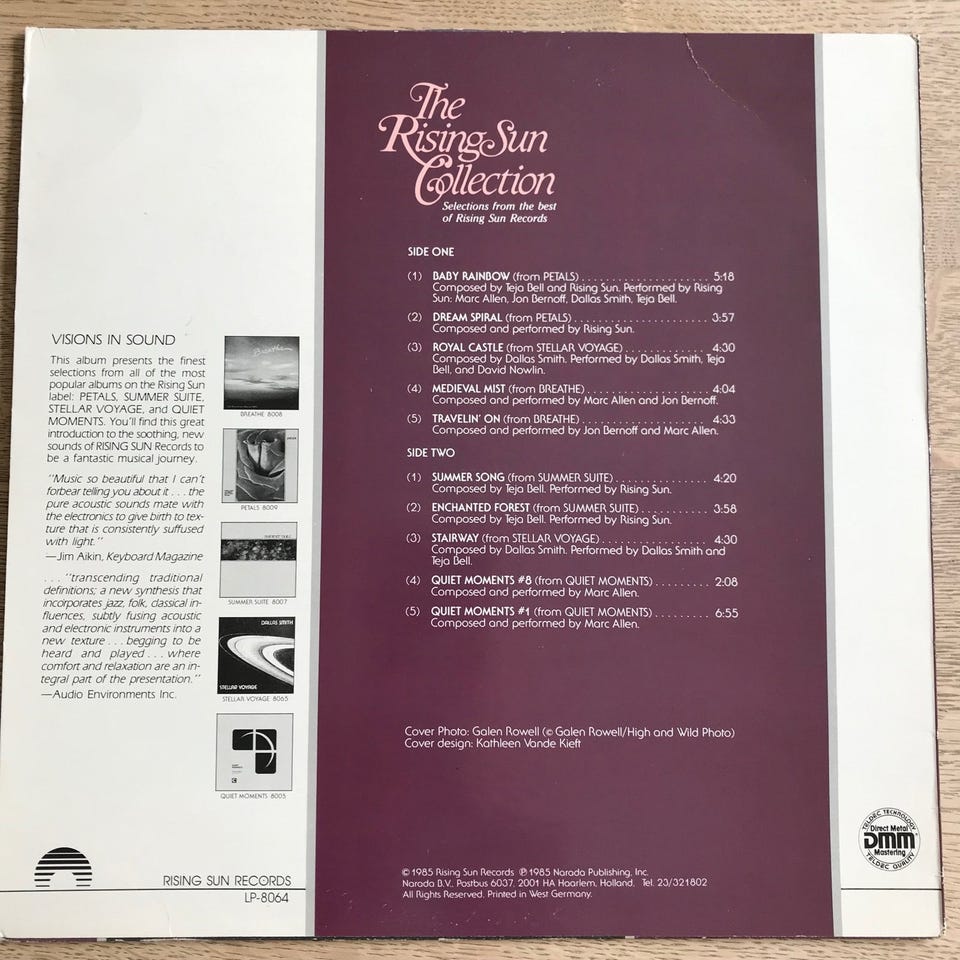 The
Rising Sun
Collection
Selections from the best
of Rising Sun Records
SIDE ONE
(1) BABY RAINBOW (from PETALS) . . . . . . . . . . . . . . . . . . . . . . . 5:18
Composed by Teja Bell and Rising Sun. Performed by Rising
Sun: Marc Allen, Jon Bernoff, Dallas Smith, Teja Bell.
(2) DREAM SPIRAL (from PETALS) . . . . . . . . . . . . . . . . . . . . . . . . 3:57
Composed and performed by Rising Sun.
(3) ROYAL CASTLE (from STELLAR VOYAGE) . . . . . . . . . . . . . . 4:30
Composed by Dallas Smith. Performed by Dallas Smith, Teja
Bell, and David Nowlin.
(4) MEDIEVAL MIST (from BREATHE) . . . . . . . . . . . . . . . . . . . . . 4:04
Composed and performed by Marc Allen and Jon Bernoff.
(5) TRAVELIN' ON (from BREATHE) . . . . . . . . . . . . . . . . . . . . . . 4:33
Composed and performed by Jon Bernoff and Marc Allen.
SIDE TWO
(1) SUMMER SONG (from SUMMER SUITE) . . . . . . . . . . . . . . . . 4:20
Composed by Teja Bell. Performed by Rising Sun.
(2) ENCHANTED FOREST (from SUMMER SUITE) . . . . . . . . . . . 3:58
Composed by Teja Bell. Performed by Rising Sun.
(3) STAIRWAY (from STELLAR VOYAGE) . . . . . . . . . . . . . . . . . . 4:30
Composed by Dallas Smith. Performed by Dallas Smith and
Teja Bell.
(4) QUIET MOMENTS #8 (from QUIET MOMENTS) . . . . . . . . . 2:08
Composed and performed by Marc Allen.
(5) QUIET MOMENTS #1 (from QUIET MOMENTS) . . . . . . . . . . 6:55
Composed and performed by Marc Allen.
Cover Photo: Galen Rowell (© Galen Rowell/High and Wild Photo)
Cover design: Kathleen Vande Kieft
© 1985 Rising Sun Records ℗ 1985 Narada Publishing, Inc.
Narada B.V. Postbus 6037, 2001 HA Haarlem, Holland, Tel. 23/321802
All Rights Reserved. Printed in West Germany.
VISIONS IN SOUND
This album presents the finest
selections from all of the most
popular albums on the Rising Sun
label: PETALS, SUMMER SUITE,
STELLAR VOYAGE, and QUIET
MOMENTS. You'll find this great
introduction to the soothing, new
sounds of RISING SUN Records to
be a fantastic musical journey.
"Music so beautiful that I can't
forbear telling you about it . . . the
pure acoustic sounds mate with
the electronics to give birth to tex-
ture that is consistently suffused
with light."
—Jim Aikin, Keyboard Magazine
. . . "transcending traditional
definitions; a new synthesis that
incorporates jazz, folk, classical in-
fluences, subtly fusing acoustic
and electronic instruments into a
new texture . . . begging to be
heard and played . . . where
comfort and relaxation are an in-
tegral part of the presentation."
—Audio Environments Inc.
Breathe
BREATHE 8008
PETALS 8009
SUMMER SUITE 8007
DALLAS SMITH
STELLAR VOYAGE
STELLAR VOYAGE 8065
QUIET MOMENTS 8005
RISING SUN RECORDS
LP-8064
TELDEC TECHNOLOGY
Direct Metal
DMM
Mastering
TELDEC QUALITY